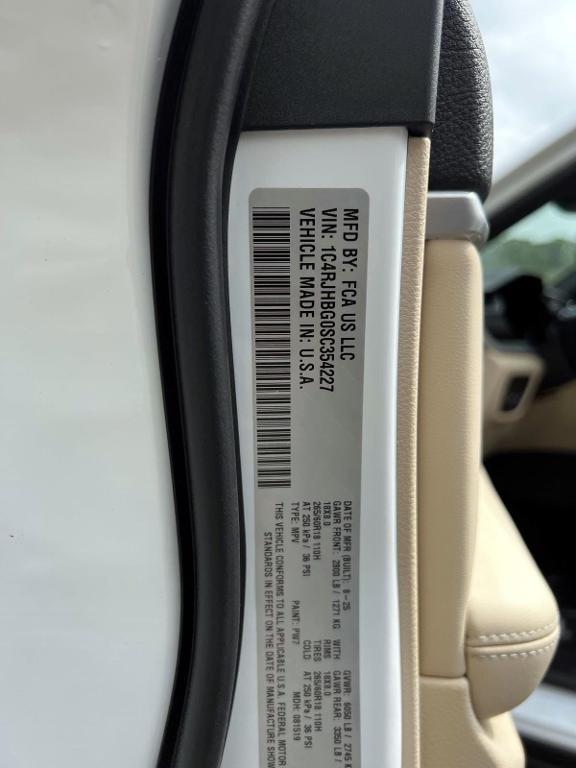 MFD BY: FCA US LLC
VIN: 1C4RJHBG0SC354227
VEHICLE MADE IN: U.S.A.
DATE OF MFR (BUILT): 8-25 GVWR: 6050 LB / 2745 K
GAWR FRONT: 2800 LB / 1271 KG WITH GAWR REAR: 3350 LB /
18X8.0 RIMS 18X8.0
265/60R18 110H TIRES 265/60R18 110H
AT 250 kPa / 36 PSI COLD AT 250 kPa / 36 PSI
TYPE: MPV PAINT: PW7 MDH: 081519
THIS VEHICLE CONFORMS TO ALL APPLICABLE U.S.A. FEDERAL MOTOR
STANDARDS IN EFFECT ON THE DATE OF MANUFACTURE SHOW